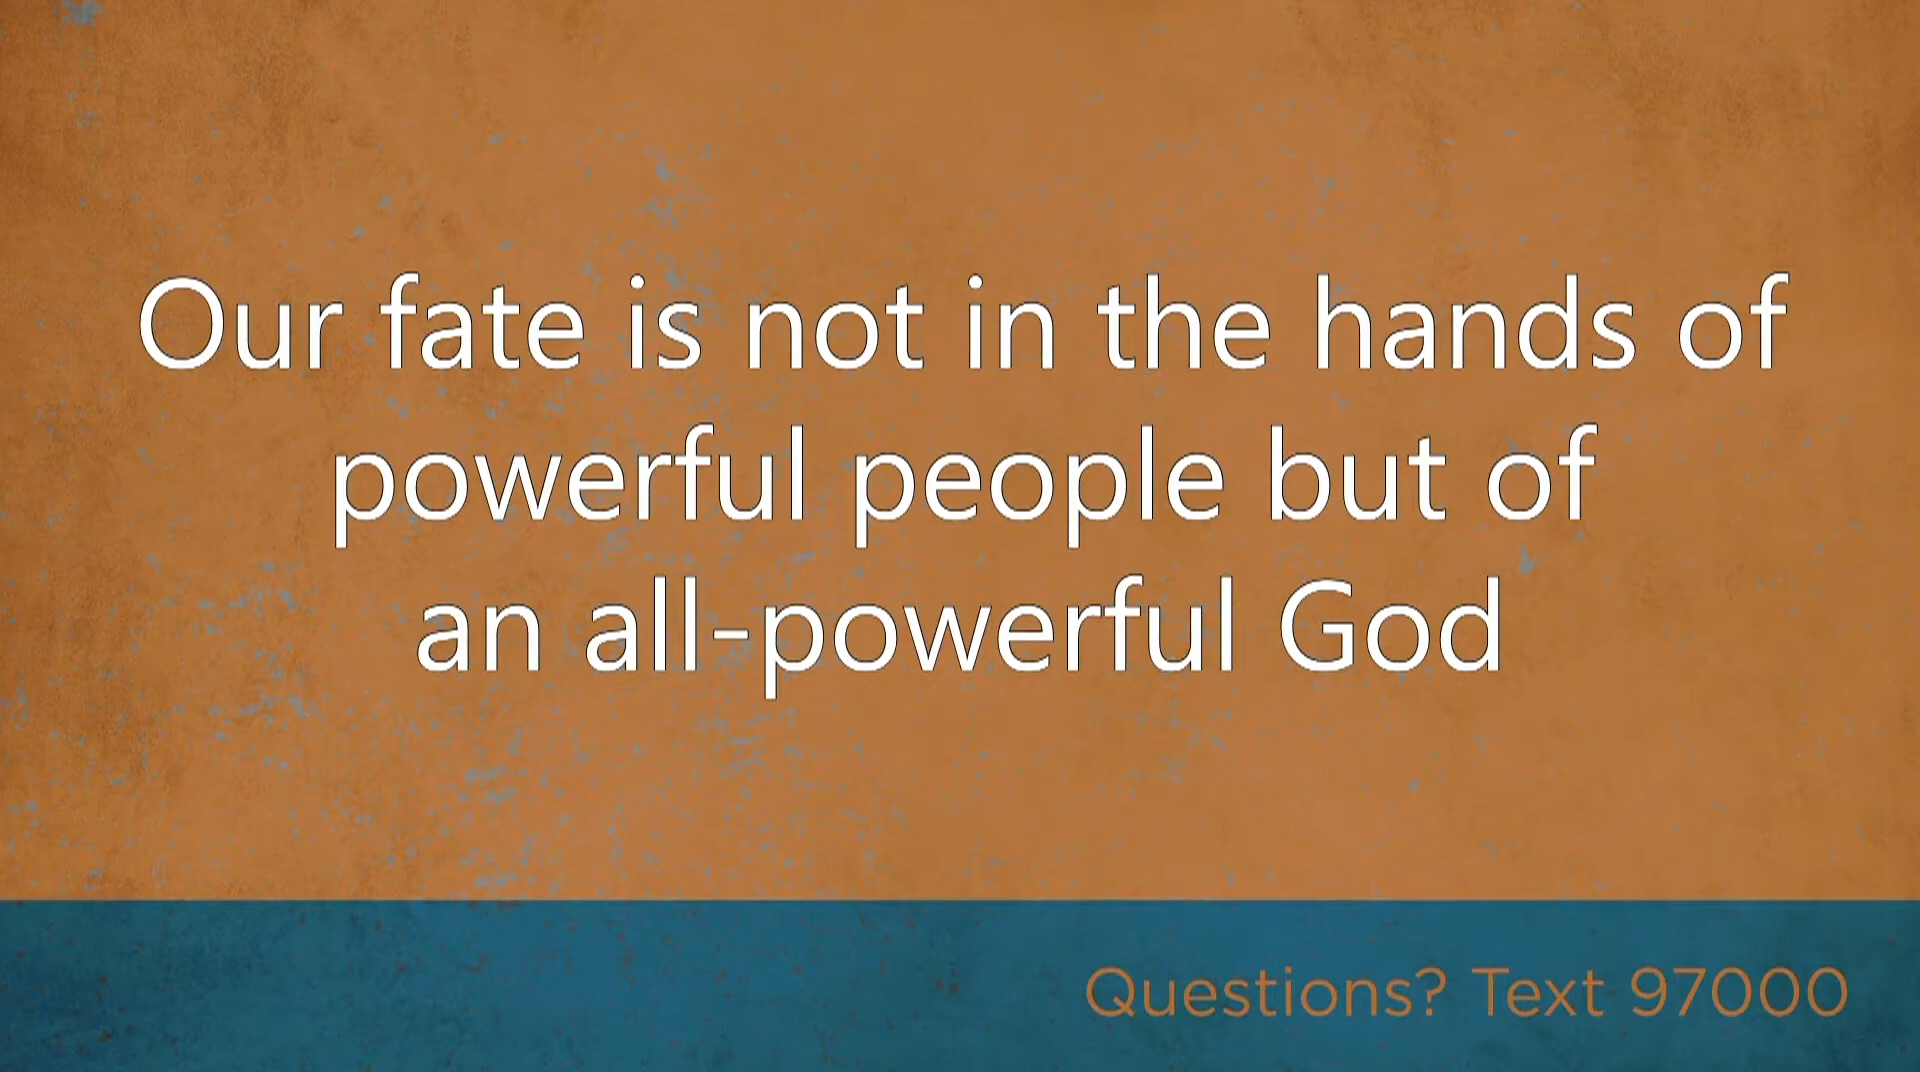 Our fate is not in the hands of
powerful people but of
an all-powerful God
Questions? Text 97000